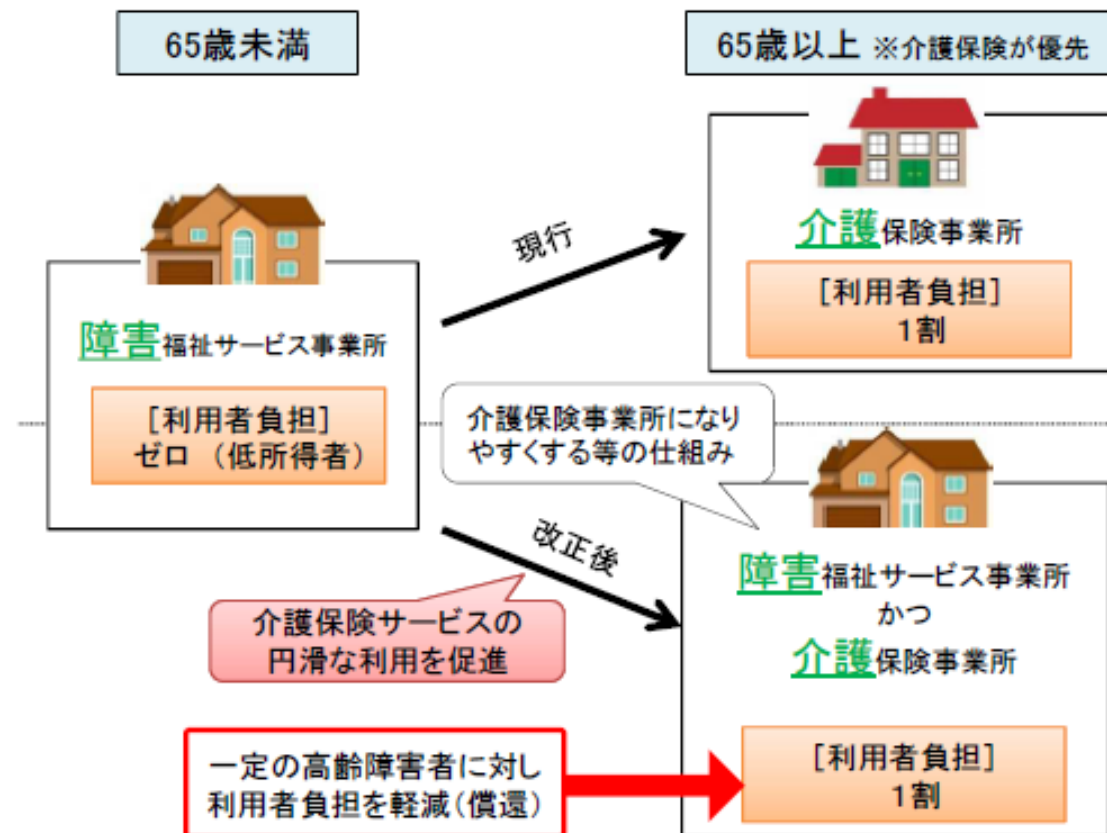 65歳未満
65歳以上 ※介護保険が優先
障害福祉サービス事業所
[利用者負担]
ゼロ (低所得者)
現行
介護保険事業所
[利用者負担]
1割
介護保険事業所になり
やすくする等の仕組み
改正後
介護保険サービスの
円滑な利用を促進
障害福祉サービス事業所
かつ
介護保険事業所
一定の高齢障害者に対し
利用者負担を軽減(償還)
[利用者負担]
1割